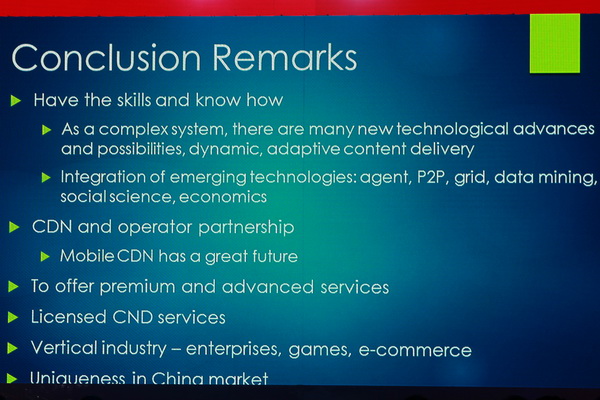 Conclusion Remarks
Have the skills and know how
As a complex system, there are many new technological advances
and possibilities, dynamic, adaptive content delivery
Integration of emerging technologies: agent, P2P, grid, data mining,
social science, economics
CDN and operator partnership
Mobile CDN has a great future
To offer premium and advanced services
Licensed CND services
Vertical industry – enterprises, games, e-commerce
Uniqueness in China market